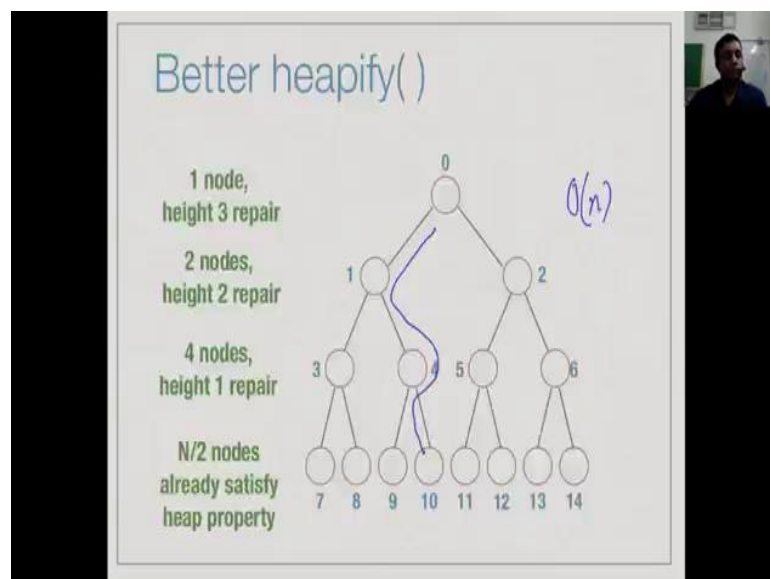 Better heapify( )
0
1 node,
height 3 repair
O(n)
2 nodes,
height 2 repair
1
2
4 nodes,
height 1 repair
3
4
5
6
N/2 nodes
already satisfy
heap property
7 8 9 10 11 12 13 14